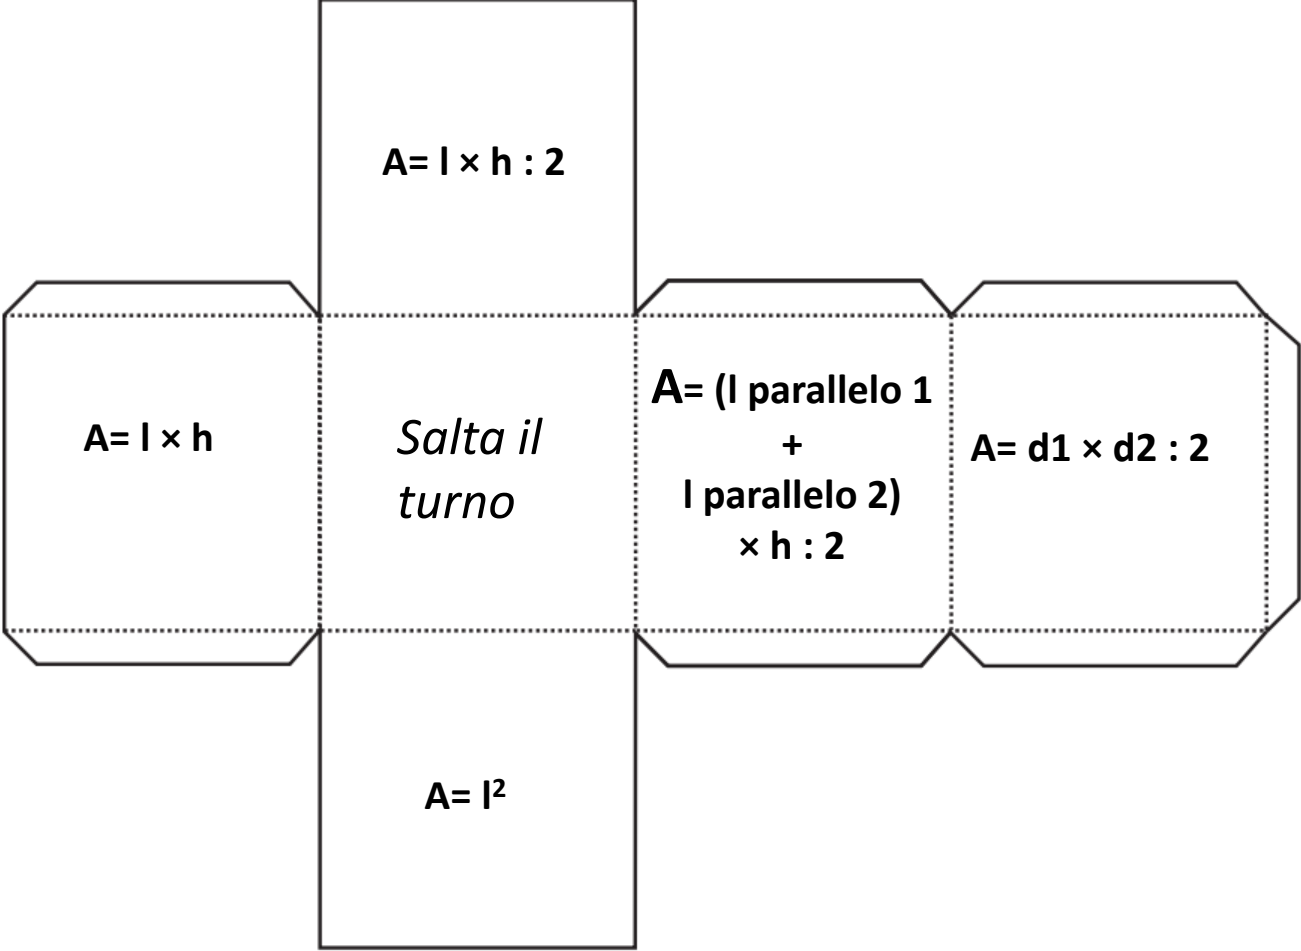 A= l × h : 2
A= l × h
Salta il
turno
A= (l parallelo 1
+
l parallelo 2)
× h : 2
A= d1 × d2 : 2
A= l²